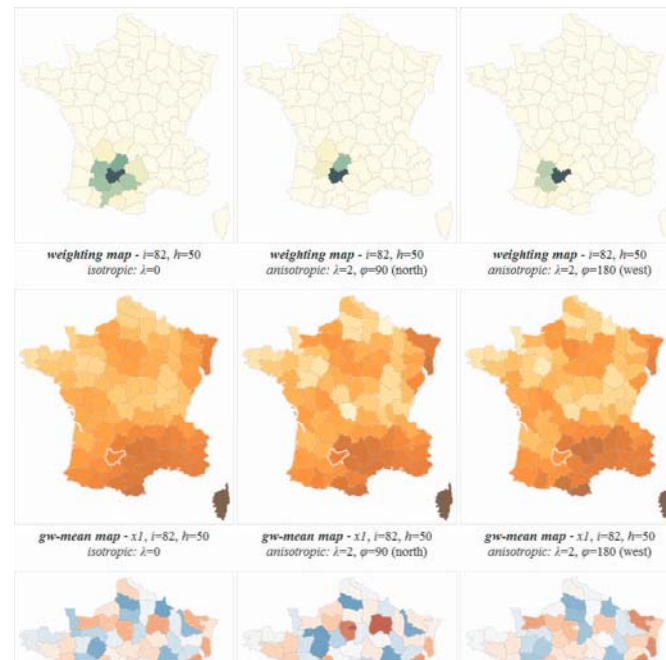 weighting map - i=82, h=50
isotropic: λ=0
weighting map - i=82, h=50
anisotropic: λ=2, φ=90 (north)
weighting map - i=82, h=50
anisotropic: λ=2, φ=180 (west)
gw-mean map - x1, i=82, h=50
isotropic: λ=0
gw-mean map - x1, i=82, h=50
anisotropic: λ=2, φ=90 (north)
gw-mean map - x1, i=82, h=50
anisotropic: λ=2, φ=180 (west)